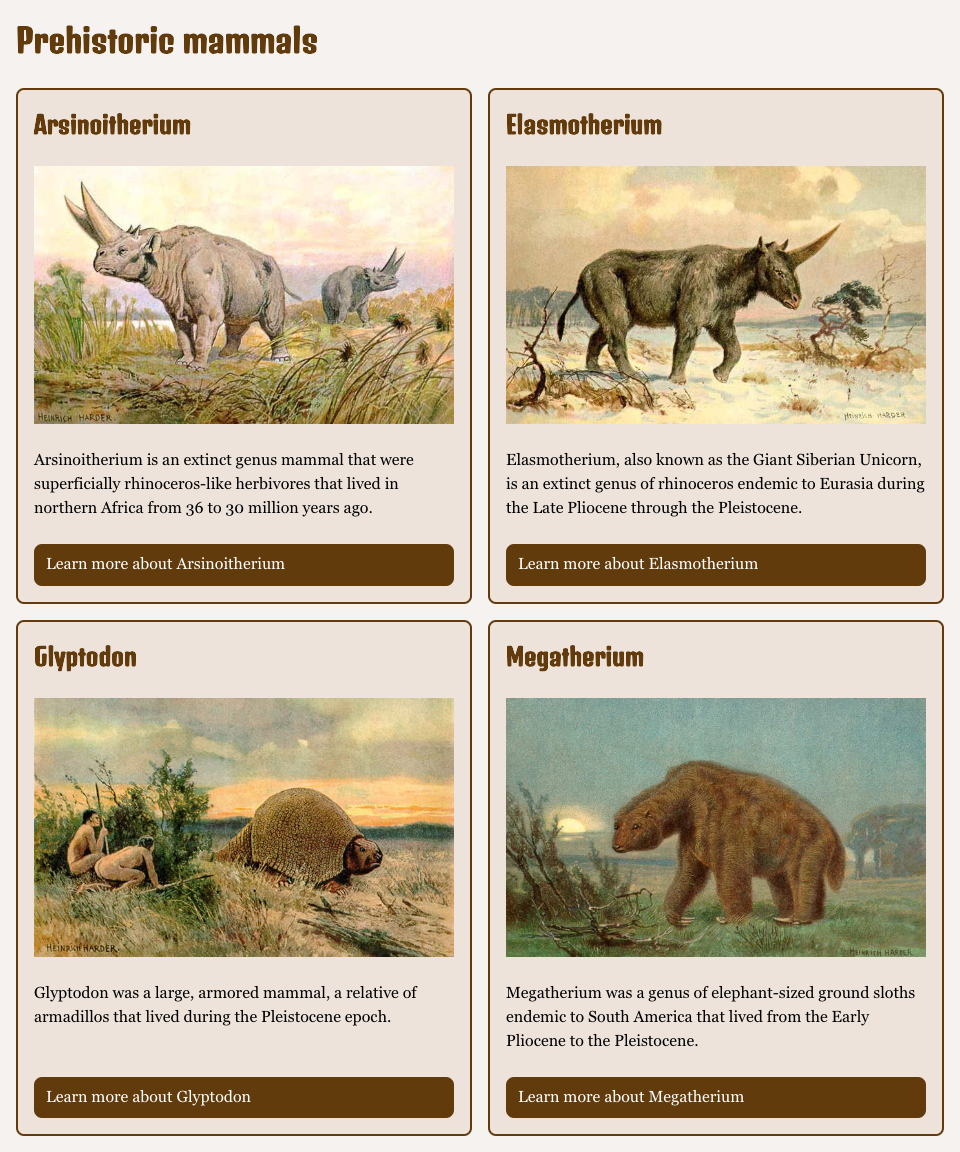 Prehistoric mammals
Arsinoitherium
HEINRICH HARDER
Arsinoitherium is an extinct genus mammal that were
superficially rhinoceros-like herbivores that lived in
northern Africa from 36 to 30 million years ago.
Learn more about Arsinoitherium
Elasmotherium
HEINRICH HARDER
Elasmotherium, also known as the Giant Siberian Unicorn,
is an extinct genus of rhinoceros endemic to Eurasia during
the Late Pliocene through the Pleistocene.
Learn more about Elasmotherium
Glyptodon
HEINRICH HARDER
Glyptodon was a large, armored mammal, a relative of
armadillos that lived during the Pleistocene epoch.
Learn more about Glyptodon
Megatherium
HEINRICH HARDER
Megatherium was a genus of elephant-sized ground sloths
endemic to South America that lived from the Early
Pliocene to the Pleistocene.
Learn more about Megatherium